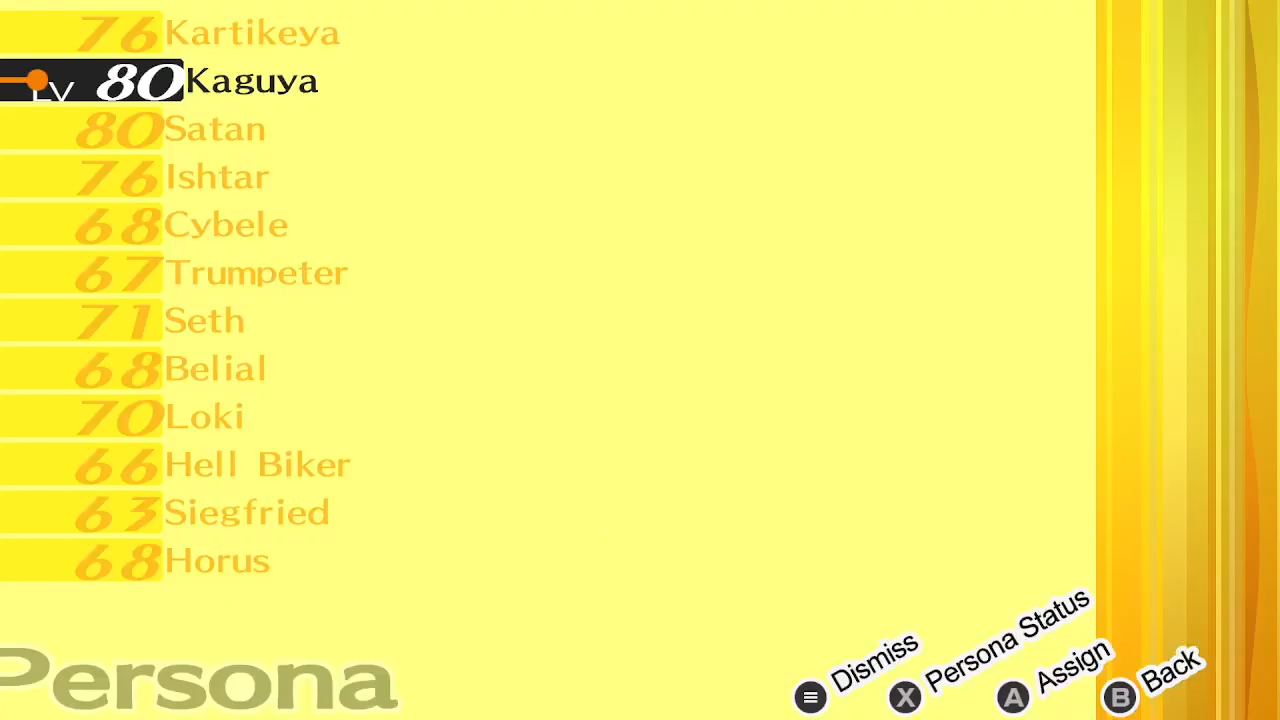 76 Kartikeya
Lv 80 Kaguya
80 Satan
76 Ishtar
68 Cybele
67 Trumpeter
71 Seth
68 Belial
70 Loki
66 Hell Biker
63 Siegfried
68 Horus
Persona
Dismiss
X Persona Status
A Assign
B Back